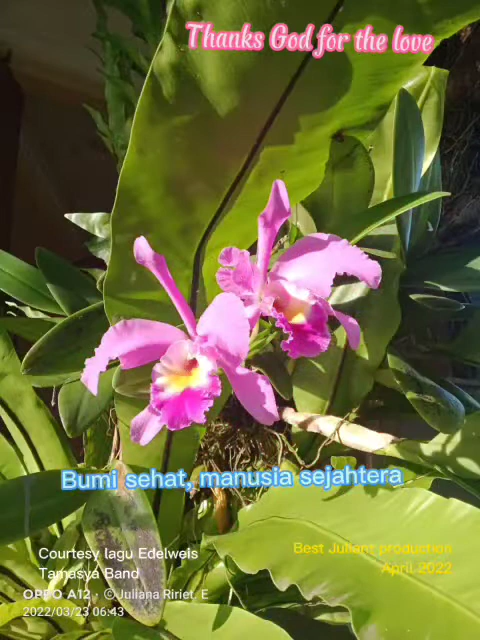 Thanks God for the love
Bumi sehat, manusia sejahtera
Courtesy lagu Edelweis
Tamasya Band
Best Juliant production
April 2022
OPPO A12 · © Juliana Ririet. E
2022/03/23 06:43